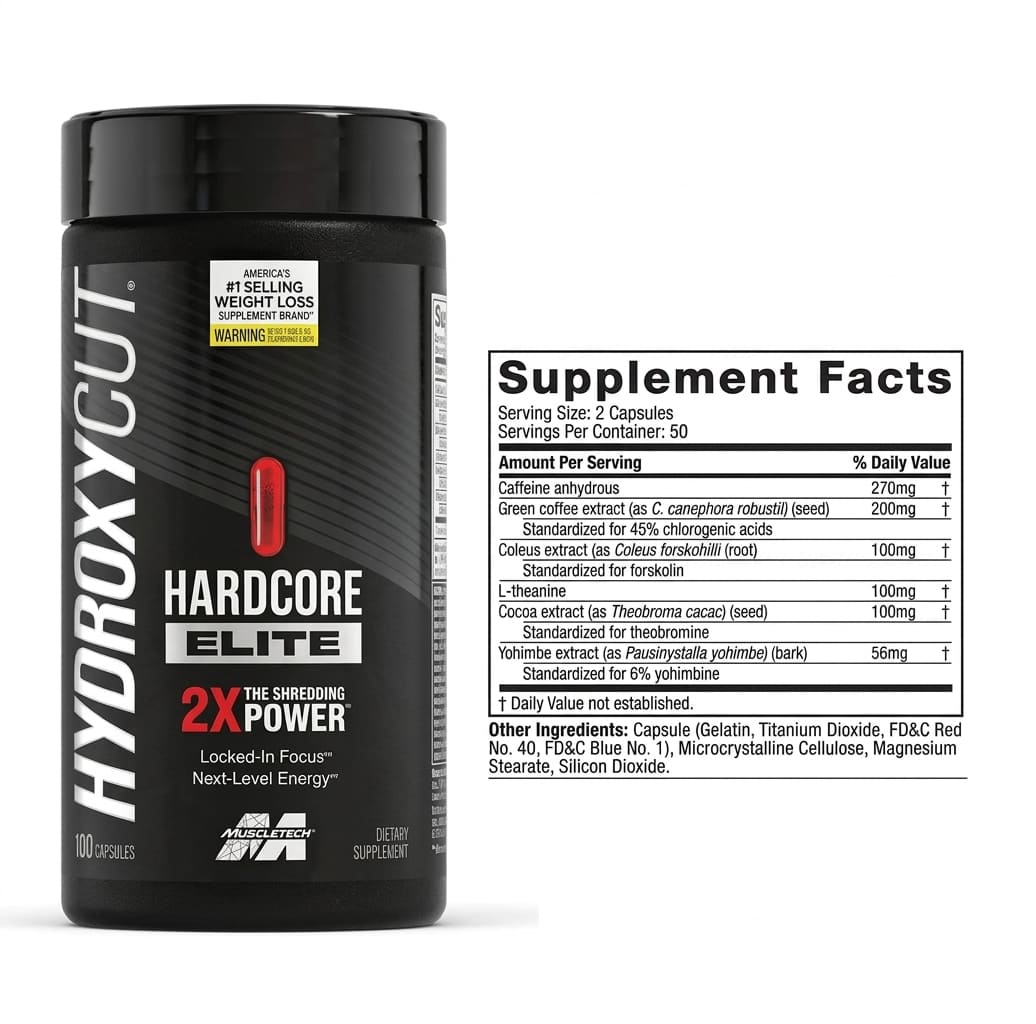 HYDROXYCUT®
AMERICA'S
#1 SELLING
WEIGHT LOSS
SUPPLEMENT BRAND
WARNING
HARDCORE
ELITE
2X THE SHREDDING
POWER
Locked-In Focus
Next-Level Energy
MUSCLETECH®
100 CAPSULES
DIETARY
SUPPLEMENT
Supplement Facts
Serving Size: 2 Capsules
Servings Per Container: 50
Amount Per Serving % Daily Value
Caffeine anhydrous 270mg †
Green coffee extract (as C. canephora robustil) (seed) 200mg †
Standardized for 45% chlorogenic acids
Coleus extract (as Coleus forskohilli (root) 100mg †
Standardized for forskolin
L-theanine 100mg †
Cocoa extract (as Theobroma cacac) (seed) 100mg †
Standardized for theobromine
Yohimbe extract (as Pausinystalla yohimbe) (bark) 56mg †
Standardized for 6% yohimbine
† Daily Value not established.
Other Ingredients: Capsule (Gelatin, Titanium Dioxide, FD&C Red
No. 40, FD&C Blue No. 1), Microcrystalline Cellulose, Magnesium
Stearate, Silicon Dioxide.